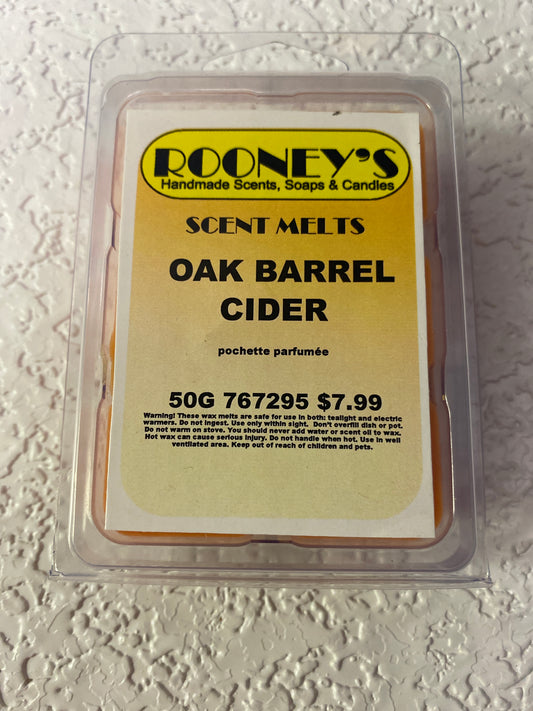 ROONEY'S
Handmade Scents, Soaps & Candles
SCENT MELTS
OAK BARREL
CIDER
pochette parfumée
50G 767295 $7.99
Warning! These wax melts are safe for use in both: tealight and electric
warmers. Do not ingest. Use only within sight. Don't overfill dish or pot.
Do not warm on stove. You should never add water or scent oil to wax.
Hot wax can cause serious injury. Do not handle when hot. Use in well
ventilated area. Keep out of reach of children and pets.